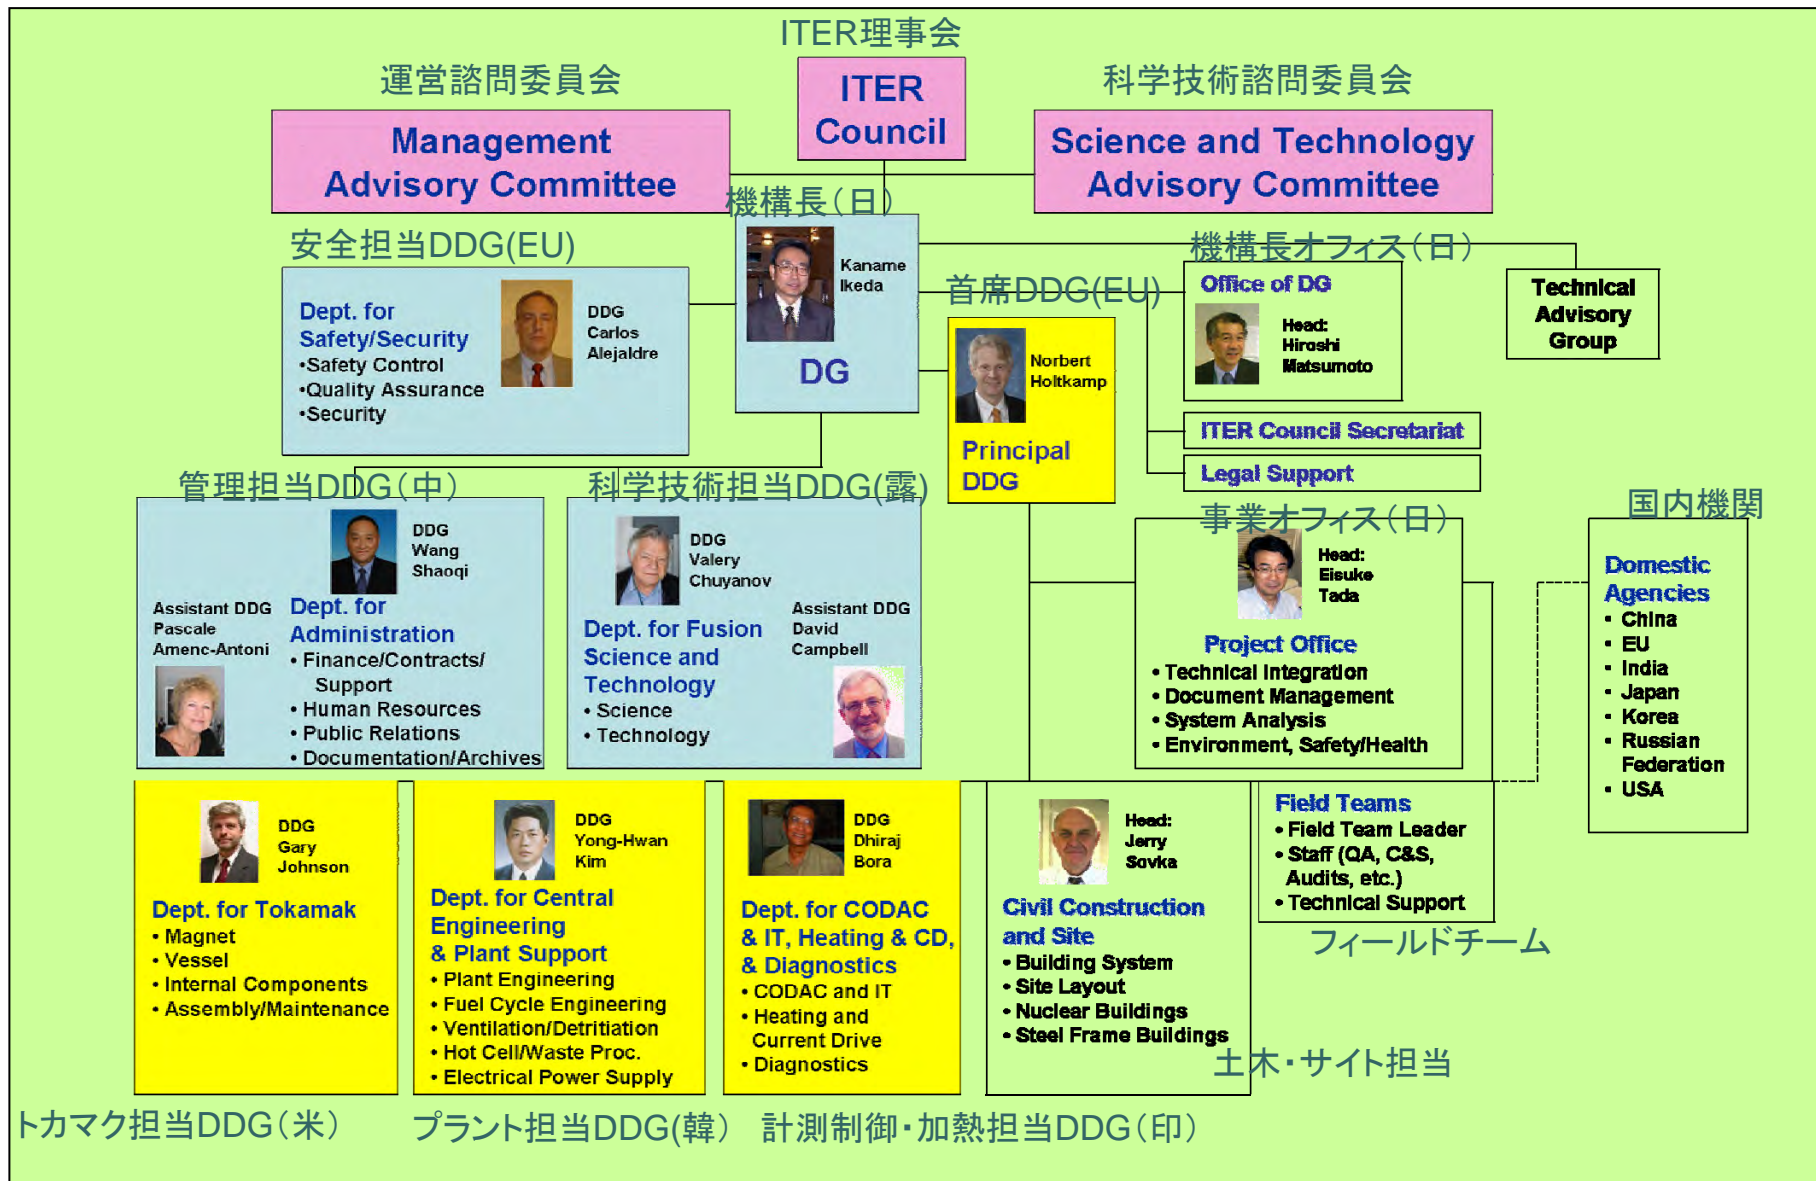 ITER理事会
運営諮問委員会
科学技術諮問委員会
ITER
Council
Management
Advisory Committee
Science and Technology
Advisory Committee
機構長（日）
Kaname
Ikeda
DG
安全担当DDG(EU)
Dept. for
Safety/Security
•Safety Control
•Quality Assurance
•Security
DDG
Carlos
Alejaldre
首席DDG(EU)
Norbert
Holtkamp
Principal
DDG
機構長オフィス（日）
Office of DG
Head:
Hiroshi
Matsumoto
ITER Council Secretariat
Legal Support
Technical
Advisory
Group
管理担当DDG（中）
DDG
Wang
Shaoqi
Assistant DDG
Pascale
Amenc-Antoni
Dept. for
Administration
• Finance/Contracts/
Support
• Human Resources
• Public Relations
• Documentation/Archives
科学技術担当DDG(露)
DDG
Valery
Chuyanov
Dept. for Fusion
Science and
Technology
• Science
• Technology
Assistant DDG
David
Campbell
事業オフィス（日）
Head:
Eisuke
Tada
Project Office
• Technical Integration
• Document Management
• System Analysis
• Environment, Safety/Health
国内機関
Domestic
Agencies
▪ China
▪ EU
▪ India
▪ Japan
▪ Korea
▪ Russian
Federation
▪ USA
DDG
Gary
Johnson
Dept. for Tokamak
• Magnet
• Vessel
• Internal Components
• Assembly/Maintenance
トカマク担当DDG（米）
DDG
Yong-Hwan
Kim
Dept. for Central
Engineering
& Plant Support
• Plant Engineering
• Fuel Cycle Engineering
• Ventilation/Detritiation
• Hot Cell/Waste Proc.
• Electrical Power Supply
プラント担当DDG(韓）
DDG
Dhiraj
Bora
Dept. for CODAC
& IT, Heating & CD,
& Diagnostics
• CODAC and IT
• Heating and
Current Drive
• Diagnostics
計測制御・加熱担当DDG（印）
Head:
Jerry
Sovka
Civil Construction
and Site
• Building System
• Site Layout
• Nuclear Buildings
• Steel Frame Buildings
土木・サイト担当
Field Teams
• Field Team Leader
• Staff (QA, C&S,
Audits, etc.)
• Technical Support
フィールドチーム